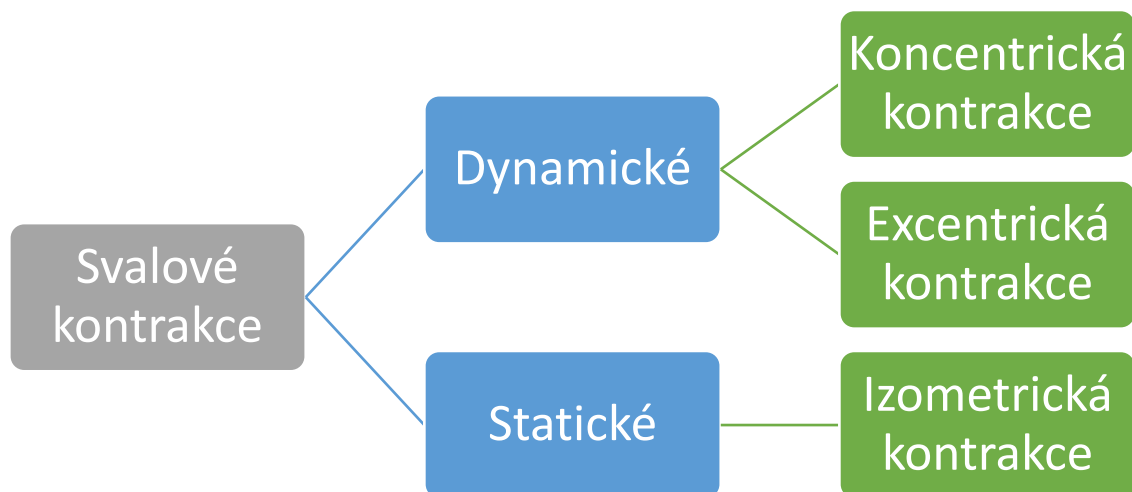 Svalové
kontrakce
Dynamické
Statické
Koncentrická
kontrakce
Excentrická
kontrakce
Izometrická
kontrakce